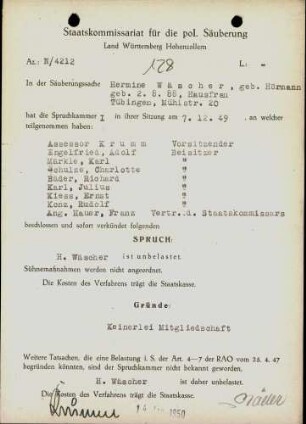 Staatskommissariat für die pol. Säuberung
Land Württemberg Hohenzollern
Az.: N/4212
128
L: —
In der Säuberungssache Hermine Wäscher, geb. Hörmann
geb. 2.8.88, Hausfrau
Tübingen, Mühlstr. 20
hat die Spruchkammer I in ihrer Sitzung am 7.12.49, an welcher
teilgenommen haben:
Assessor Krumm Vorsitzender
Engelfried, Adolf Beisitzer
Märkle, Karl "
Schulze, Charlotte "
Häder, Richard "
Karl, Julius "
Kless, Ernst "
Konz, Rudolf "
Ang. Hauer, Franz Vertr.d. Staatskommissars
beschlossen und sofort verkündet folgenden
SPRUCH:
H. Wäscher ist unbelastet.
Sühnemaßnahmen werden nicht angeordnet.
Die Kosten des Verfahrens trägt die Staatskasse.
Gründe:
Keinerlei Mitgliedschaft
Weitere Tatsachen, die eine Belastung i. S. der Art. 4—7 der RAO vom 28. 4. 47
begründen könnten, sind der Spruchkammer nicht bekannt geworden.
H. Wäscher ist daher unbelastet.
Die Kosten des Verfahrens trägt die Staatskasse.
1950